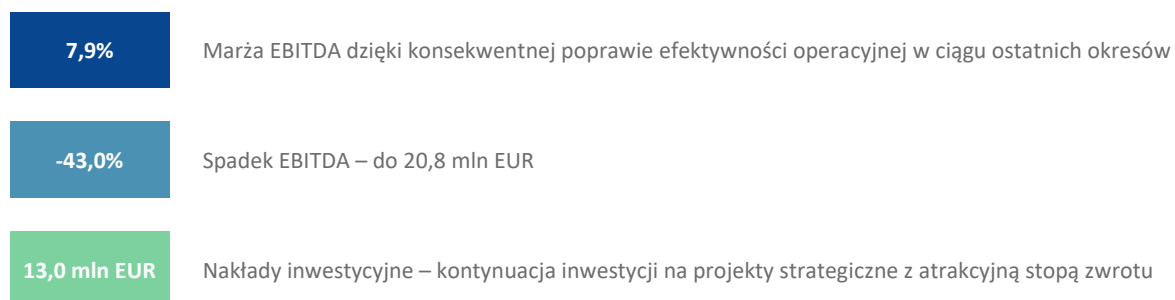 7,9% Marża EBITDA dzięki konsekwentnej poprawie efektywności operacyjnej w ciągu ostatnich okresów
-43,0% Spadek EBITDA – do 20,8 mln EUR
13,0 mln EUR Nakłady inwestycyjne – kontynuacja inwestycji na projekty strategiczne z atrakcyjną stopą zwrotu